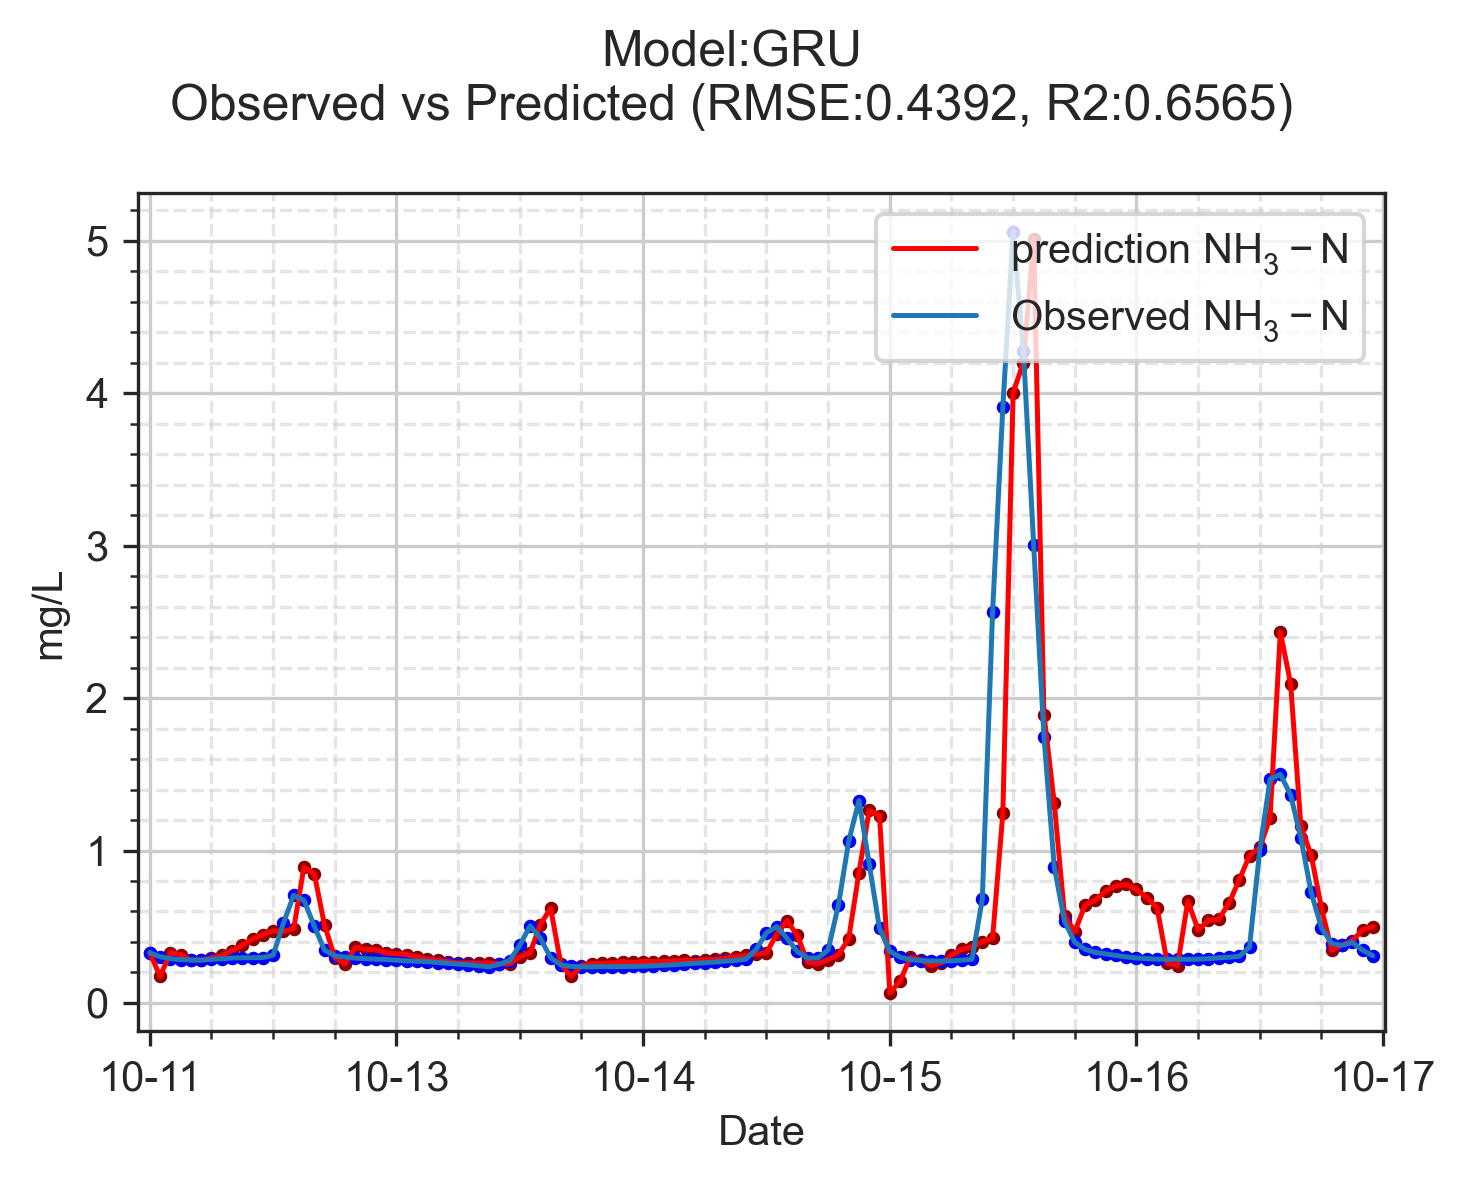 Model:GRU
Observed vs Predicted (RMSE:0.4392, R2:0.6565)
prediction NH₃ − N
Observed NH₃ − N
5
4
3
2
1
0
mg/L
10-11 10-13 10-14 10-15 10-16 10-17
Date